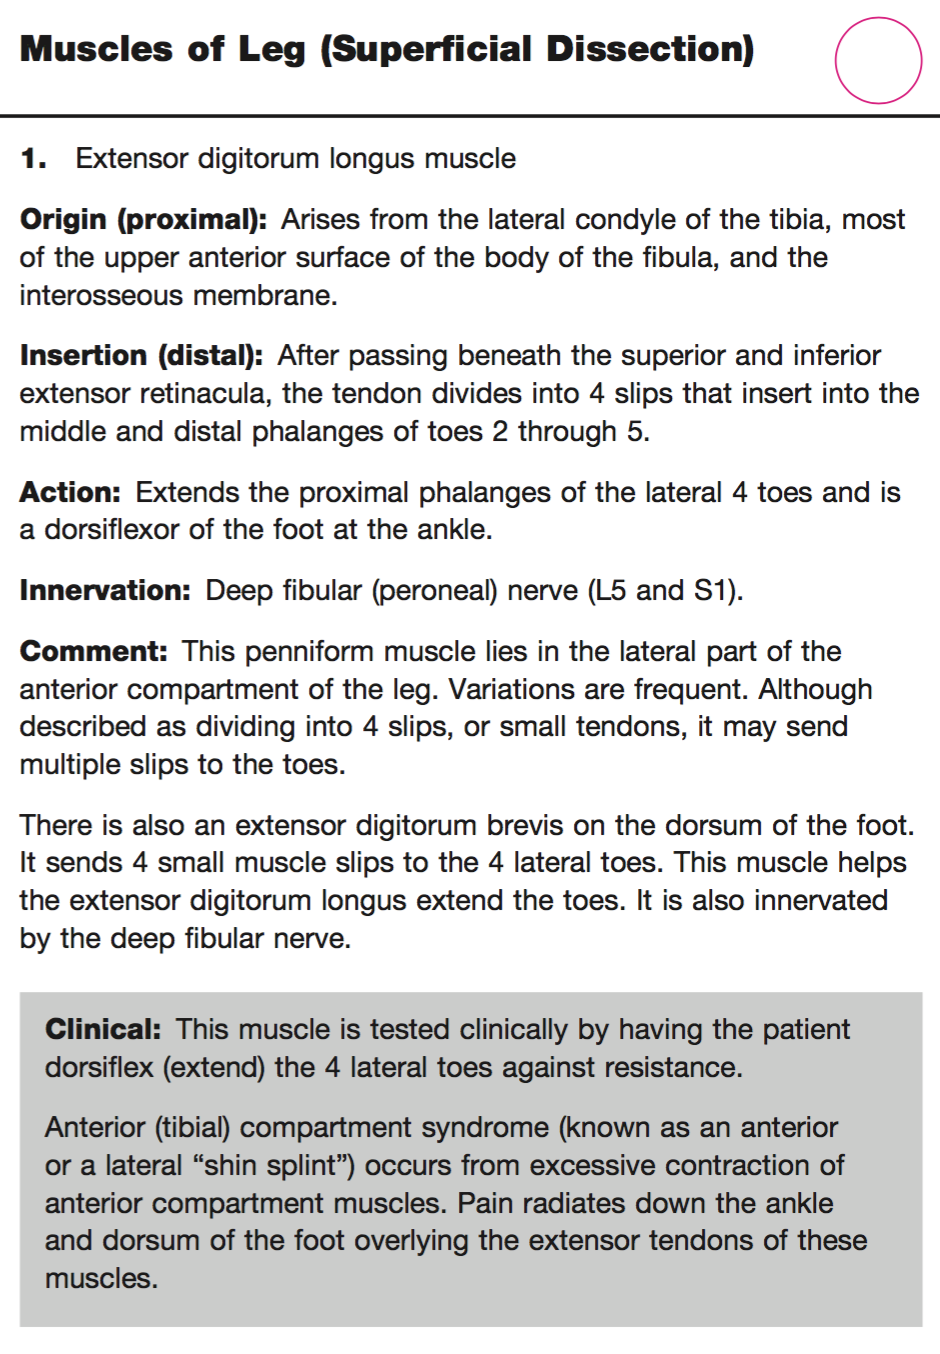 Muscles of Leg (Superficial Dissection)
1. Extensor digitorum longus muscle
Origin (proximal): Arises from the lateral condyle of the tibia, most
of the upper anterior surface of the body of the fibula, and the
interosseous membrane.
Insertion (distal): After passing beneath the superior and inferior
extensor retinacula, the tendon divides into 4 slips that insert into the
middle and distal phalanges of toes 2 through 5.
Action: Extends the proximal phalanges of the lateral 4 toes and is
a dorsiflexor of the foot at the ankle.
Innervation: Deep fibular (peroneal) nerve (L5 and S1).
Comment: This penniform muscle lies in the lateral part of the
anterior compartment of the leg. Variations are frequent. Although
described as dividing into 4 slips, or small tendons, it may send
multiple slips to the toes.
There is also an extensor digitorum brevis on the dorsum of the foot.
It sends 4 small muscle slips to the 4 lateral toes. This muscle helps
the extensor digitorum longus extend the toes. It is also innervated
by the deep fibular nerve.
Clinical: This muscle is tested clinically by having the patient
dorsiflex (extend) the 4 lateral toes against resistance.
Anterior (tibial) compartment syndrome (known as an anterior
or a lateral “shin splint”) occurs from excessive contraction of
anterior compartment muscles. Pain radiates down the ankle
and dorsum of the foot overlying the extensor tendons of these
muscles.